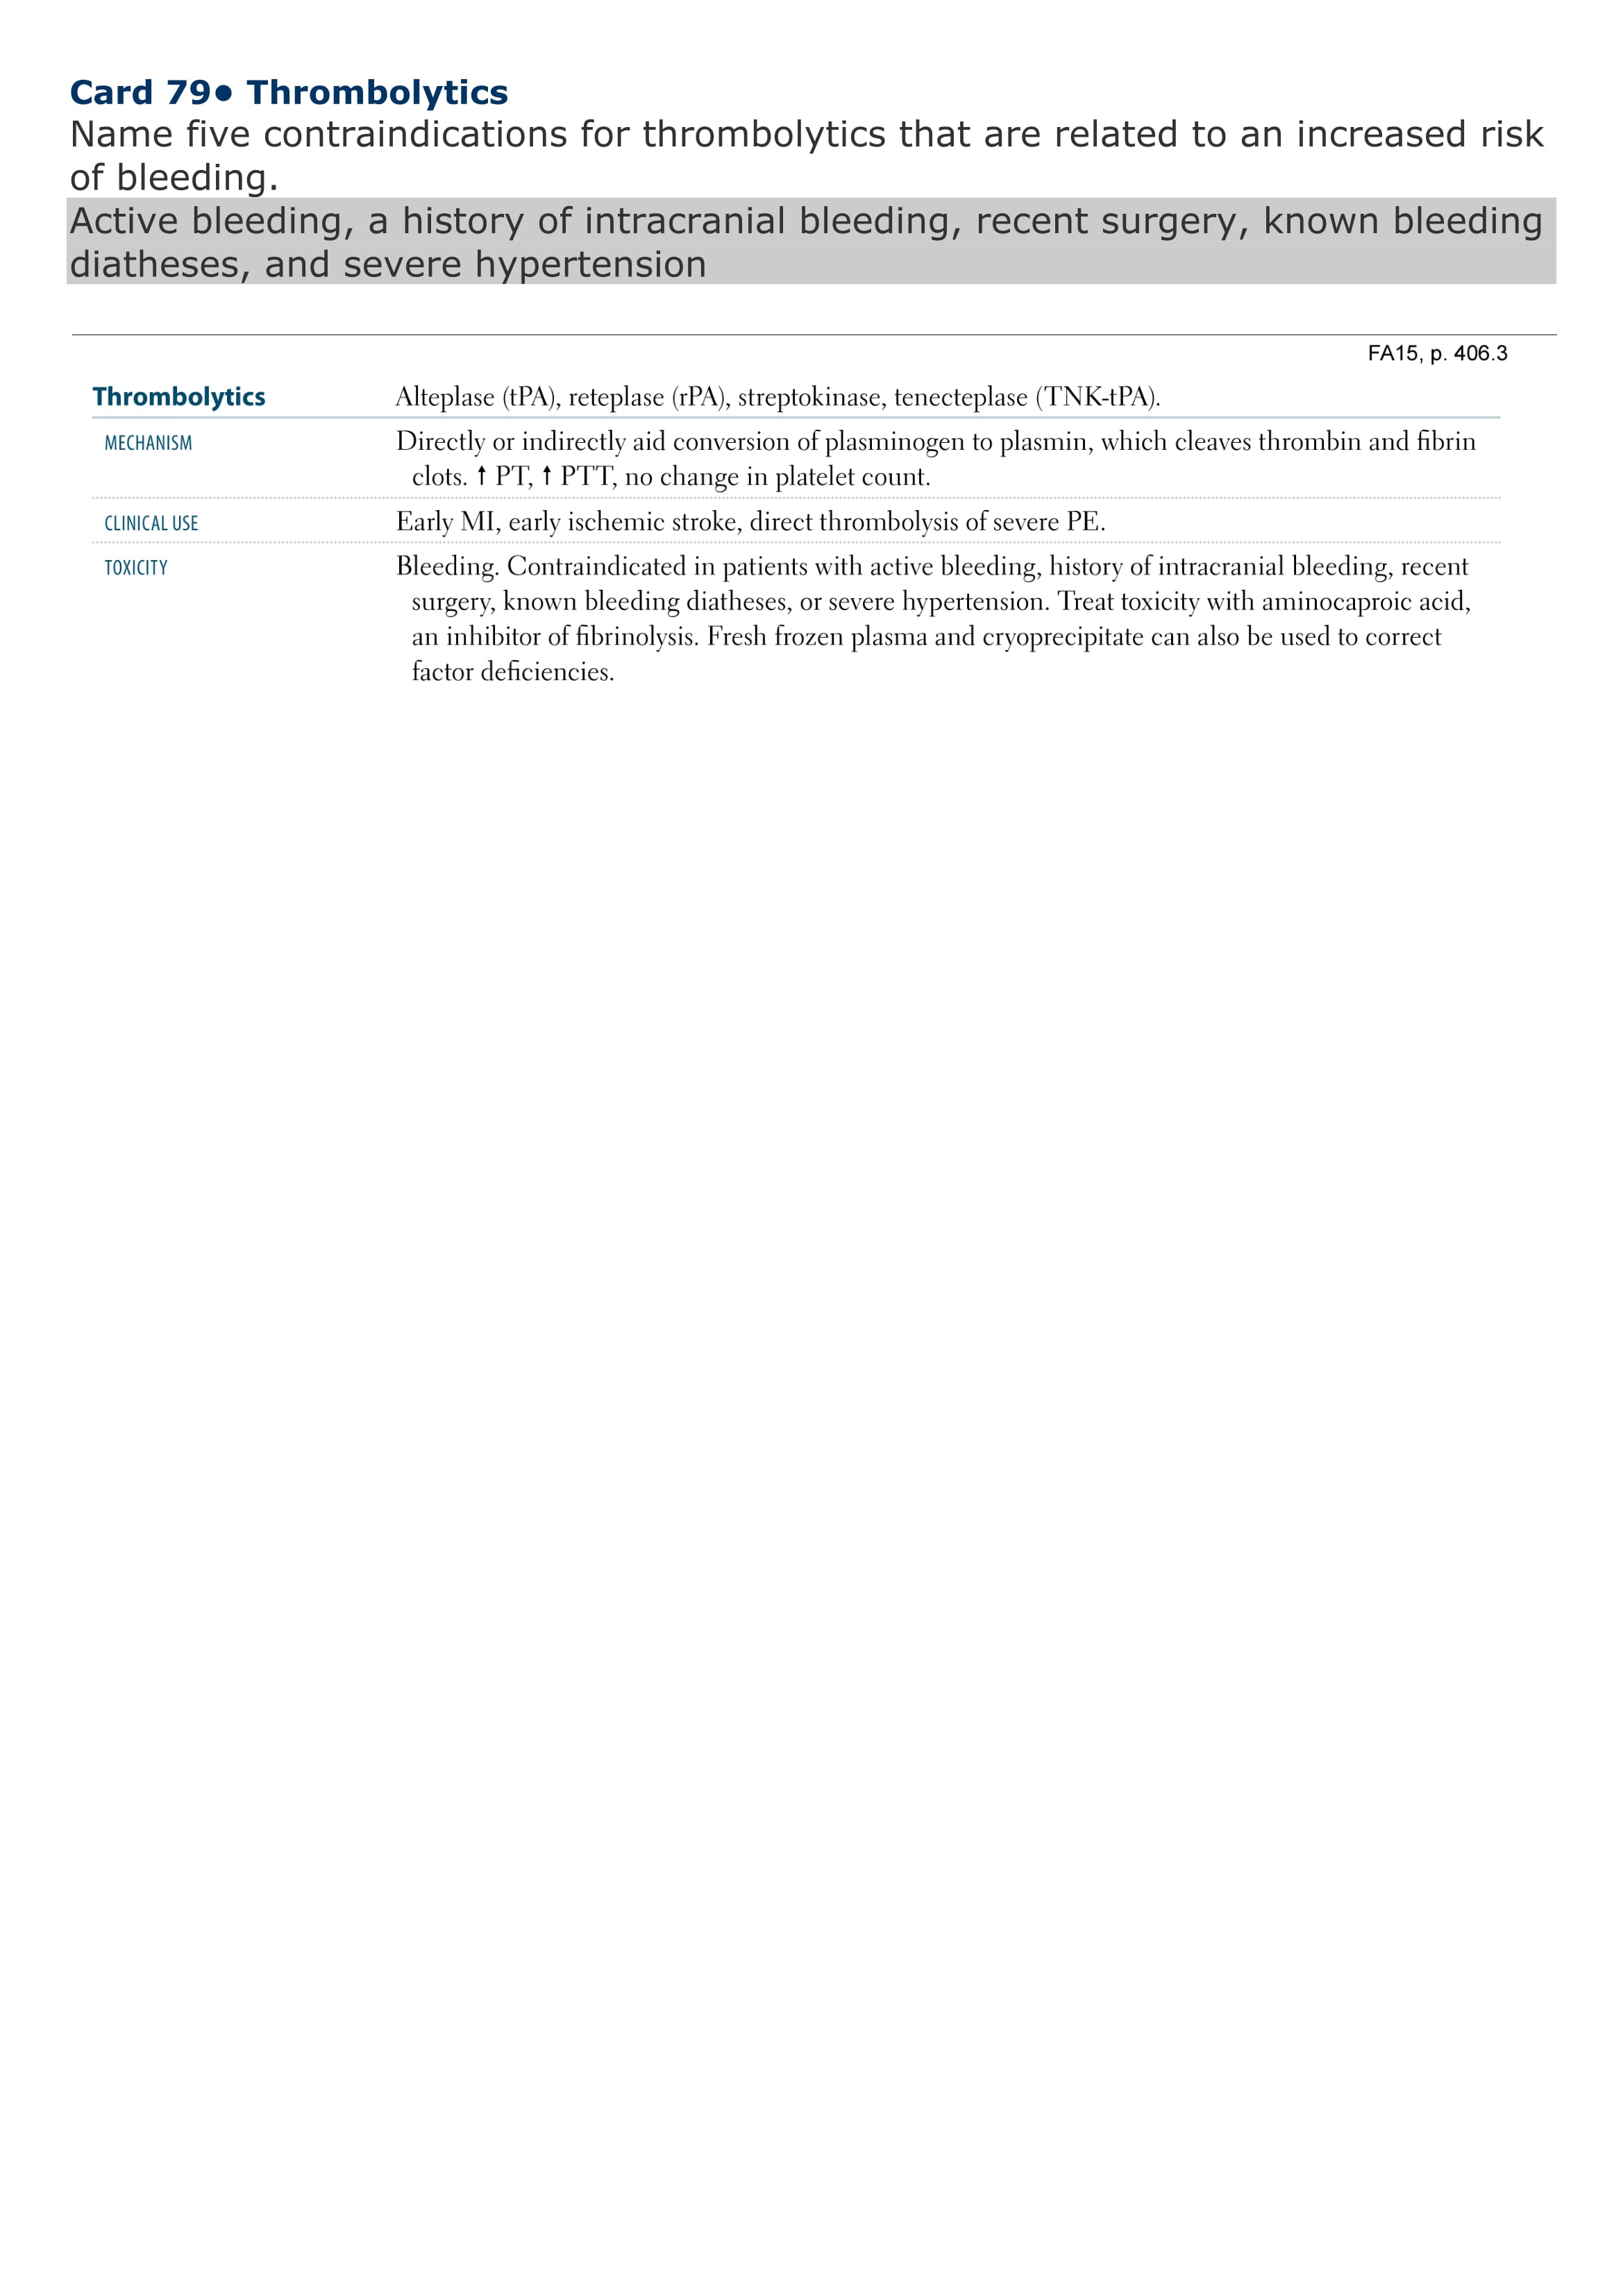 Card 79● Thrombolytics
Name five contraindications for thrombolytics that are related to an increased risk
of bleeding.
Active bleeding, a history of intracranial bleeding, recent surgery, known bleeding
diatheses, and severe hypertension
FA15, p. 406.3
Thrombolytics Alteplase (tPA), reteplase (rPA), streptokinase, tenecteplase (TNK-tPA).
MECHANISM Directly or indirectly aid conversion of plasminogen to plasmin, which cleaves thrombin and fibrin
clots. ↑ PT, ↑ PTT, no change in platelet count.
CLINICAL USE Early MI, early ischemic stroke, direct thrombolysis of severe PE.
TOXICITY Bleeding. Contraindicated in patients with active bleeding, history of intracranial bleeding, recent
surgery, known bleeding diatheses, or severe hypertension. Treat toxicity with aminocaproic acid,
an inhibitor of fibrinolysis. Fresh frozen plasma and cryoprecipitate can also be used to correct
factor deficiencies.